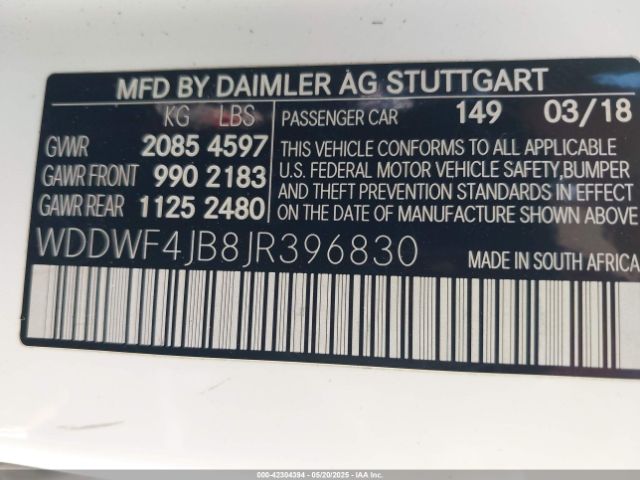 MFD BY DAIMLER AG STUTTGART
KG LBS
GVWR 2085 4597
GAWR FRONT 990 2183
GAWR REAR 1125 2480
PASSENGER CAR 149 03/18
THIS VEHICLE CONFORMS TO ALL APPLICABLE
U.S. FEDERAL MOTOR VEHICLE SAFETY,BUMPER
AND THEFT PREVENTION STANDARDS IN EFFECT
ON THE DATE OF MANUFACTURE SHOWN ABOVE
WDDWF4JB8JR396830
MADE IN SOUTH AFRICA
000-42304394 - 05/20/2025 - IAA Inc.